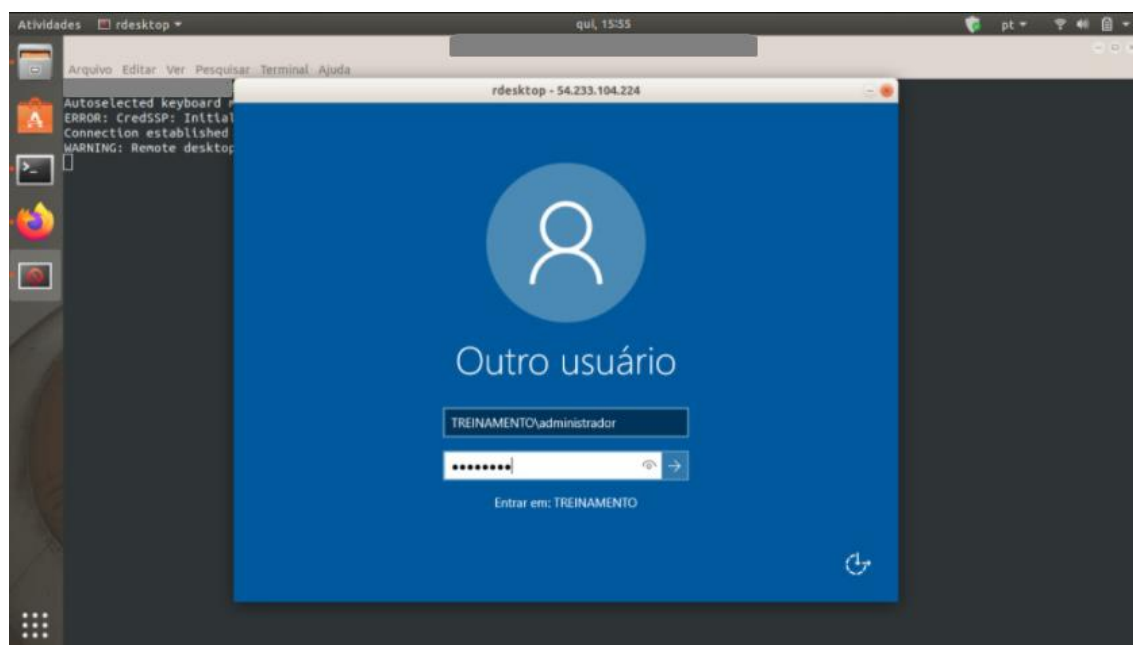 Atividades rdesktop qui, 15:55 pt
Arquivo Editar Ver Pesquisar Terminal Ajuda
rdesktop - 54.233.104.224
Autoselected keyboard
ERROR: CredSSP:
Connection established
WARNING: Remote desktop
Outro usuário
TREINAMENTO\administrador
••••••••
Entrar em: TREINAMENTO